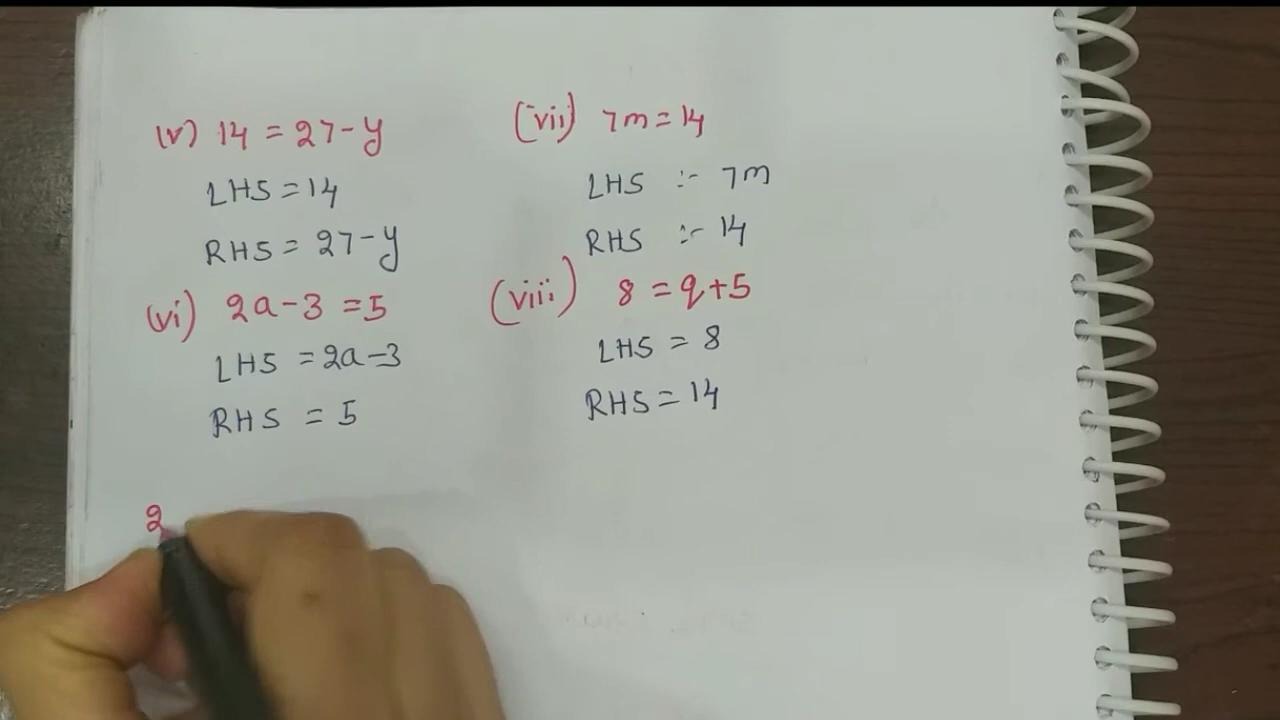 (v) 14 = 27-y
LHS = 14
RHS = 27-y
(vi) 2a-3 = 5
LHS = 2a-3
RHS = 5
(vii) 7m = 14
LHS :- 7m
RHS :- 14
(viii) 8 = q+5
LHS = 8
RHS = 14
2